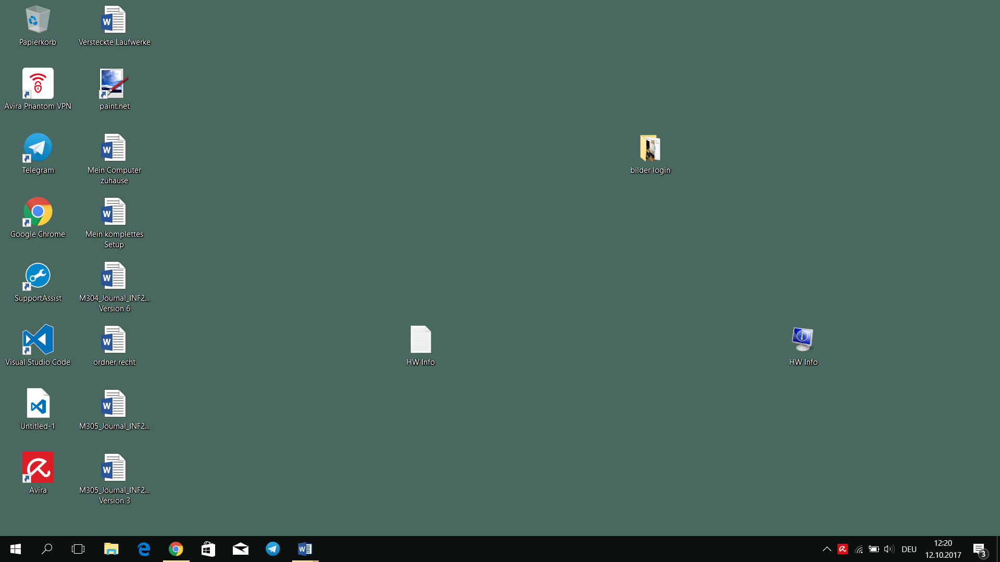 Papierkorb
Versteckte Laufwerke
Avira Phantom VPN
paint.net
Telegram
Mein Computer
zuhause
bilder login
Google Chrome
Mein komplettes
Setup
SupportAssist
M304_Journal_INF2...
Version 6
Visual Studio Code
ordner recht
HW Info
HW Info
Untitled-1
M305_Journal_INF2...
Avira
M305_Journal_INF2...
Version 3
DEU
12:20
12.10.2017
3